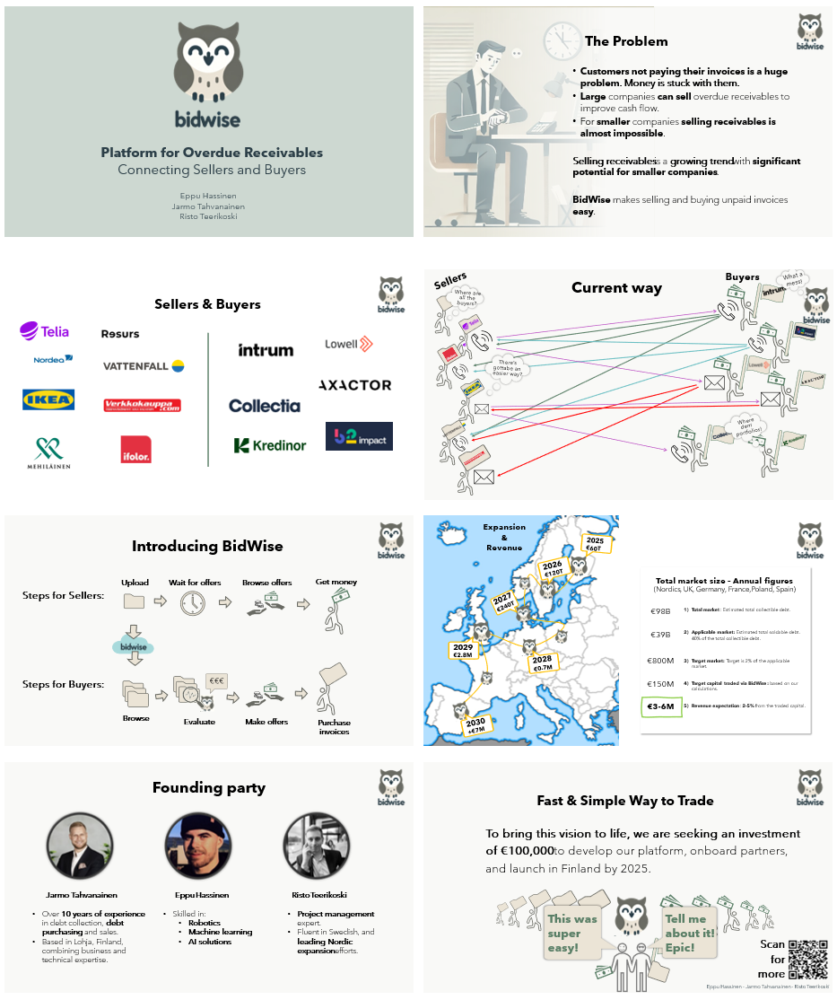 bidwise
Platform for Overdue Receivables
Connecting Sellers and Buyers
Eppu Hassinen
Jarmo Tahvanainen
Risto Teerikoski
bidwise
The Problem
• Customers not paying their invoices is a huge
problem. Money is stuck with them.
• Large companies can sell overdue receivables to
improve cash flow.
• For smaller companies selling receivables is
almost impossible.
Selling receivables is a growing trend with significant
potential for smaller companies.
BidWise makes selling and buying unpaid invoices
easy.
bidwise
Sellers & Buyers
Telia
Resurs
Nordea
VATTENFALL
IKEA
Verkkokauppa
.com
MEHILÄINEN
ifolor.
intrum
Lowell
AXACTOR
Collectia
Kredinor
b2 impact
Sellers
Current way
Buyers
What a
mess!
Where are
all the
buyers?
intrum
bidwise
Telia
impact
There's
gotta be an
easier way?
Lowell
AXACTOR
IKEA
Where
dem
portfolios?
Collectia
Kredinor
bidwise
Introducing BidWise
Steps for Sellers:
Upload
Wait for offers
Browse offers
Get money
bidwise
Steps for Buyers:
€€€
Browse
Evaluate
Make offers
Purchase
invoices
Expansion
&
Revenue
2025
€60T
2026
€120T
2027
€240T
2029
€2.8M
2028
€0.7M
2030
+€7M
bidwise
Total market size – Annual figures
(Nordics, UK, Germany, France, Poland, Spain)
€98B 1) Total market: Estimated total collectible debt.
€39B 2) Applicable market: Estimated total soldable debt.
40% of the total collectible debt.
€800M 3) Target market: Target is 2% of the applicable
market.
€150M 4) Target capital traded via BidWise: based on our
calculations.
€3-6M 5) Revenue expectation: 2-5% from the traded capital.
bidwise
Founding party
Jarmo Tahvanainen
• Over 10 years of experience
in debt collection, debt
purchasing and sales.
• Based in Lohja, Finland,
combining business and
technical expertise.
Eppu Hassinen
• Skilled in:
• Robotics
• Machine learning
• AI solutions
Risto Teerikoski
• Project management
expert.
• Fluent in Swedish, and
leading Nordic
expansion efforts.
bidwise
Fast & Simple Way to Trade
To bring this vision to life, we are seeking an investment
of €100,000 to develop our platform, onboard partners,
and launch in Finland by 2025.
This was
super
easy!
Tell me
about it!
Epic!
Scan
for
more
Eppu Hassinen - Jarmo Tahvanainen - Risto Teerikoski